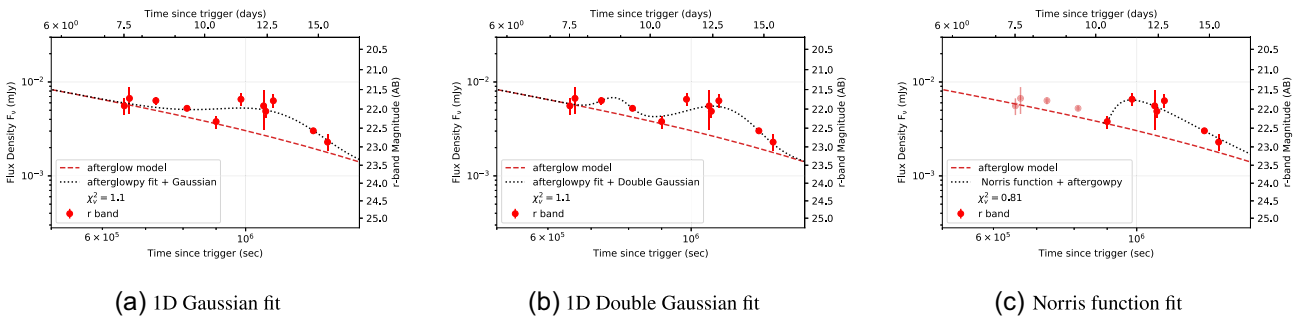 Time since trigger (days)
6 × 10⁰ 7.5 10.0 12.5 15.0
Flux Density Fᵥ (mJy)
10⁻²
10⁻³
20.5
21.0
21.5
22.0
22.5
23.0
23.5
24.0
24.5
25.0
r-band Magnitude (AB)
afterglow model
afterglowpy fit + Gaussian
χᵥ² = 1.1
r band
6 × 10⁵ 10⁶
Time since trigger (sec)
(a) 1D Gaussian fit
Time since trigger (days)
6 × 10⁰ 7.5 10.0 12.5 15.0
Flux Density Fᵥ (mJy)
10⁻²
10⁻³
20.5
21.0
21.5
22.0
22.5
23.0
23.5
24.0
24.5
25.0
r-band Magnitude (AB)
afterglow model
afterglowpy fit + Double Gaussian
χᵥ² = 1.1
r band
6 × 10⁵ 10⁶
Time since trigger (sec)
(b) 1D Double Gaussian fit
Time since trigger (days)
6 × 10⁰ 7.5 10.0 12.5 15.0
Flux Density Fᵥ (mJy)
10⁻²
10⁻³
20.5
21.0
21.5
22.0
22.5
23.0
23.5
24.0
24.5
25.0
r-band Magnitude (AB)
afterglow model
Norris function + aftergowpy
χᵥ² = 0.81
r band
6 × 10⁵ 10⁶
Time since trigger (sec)
(c) Norris function fit